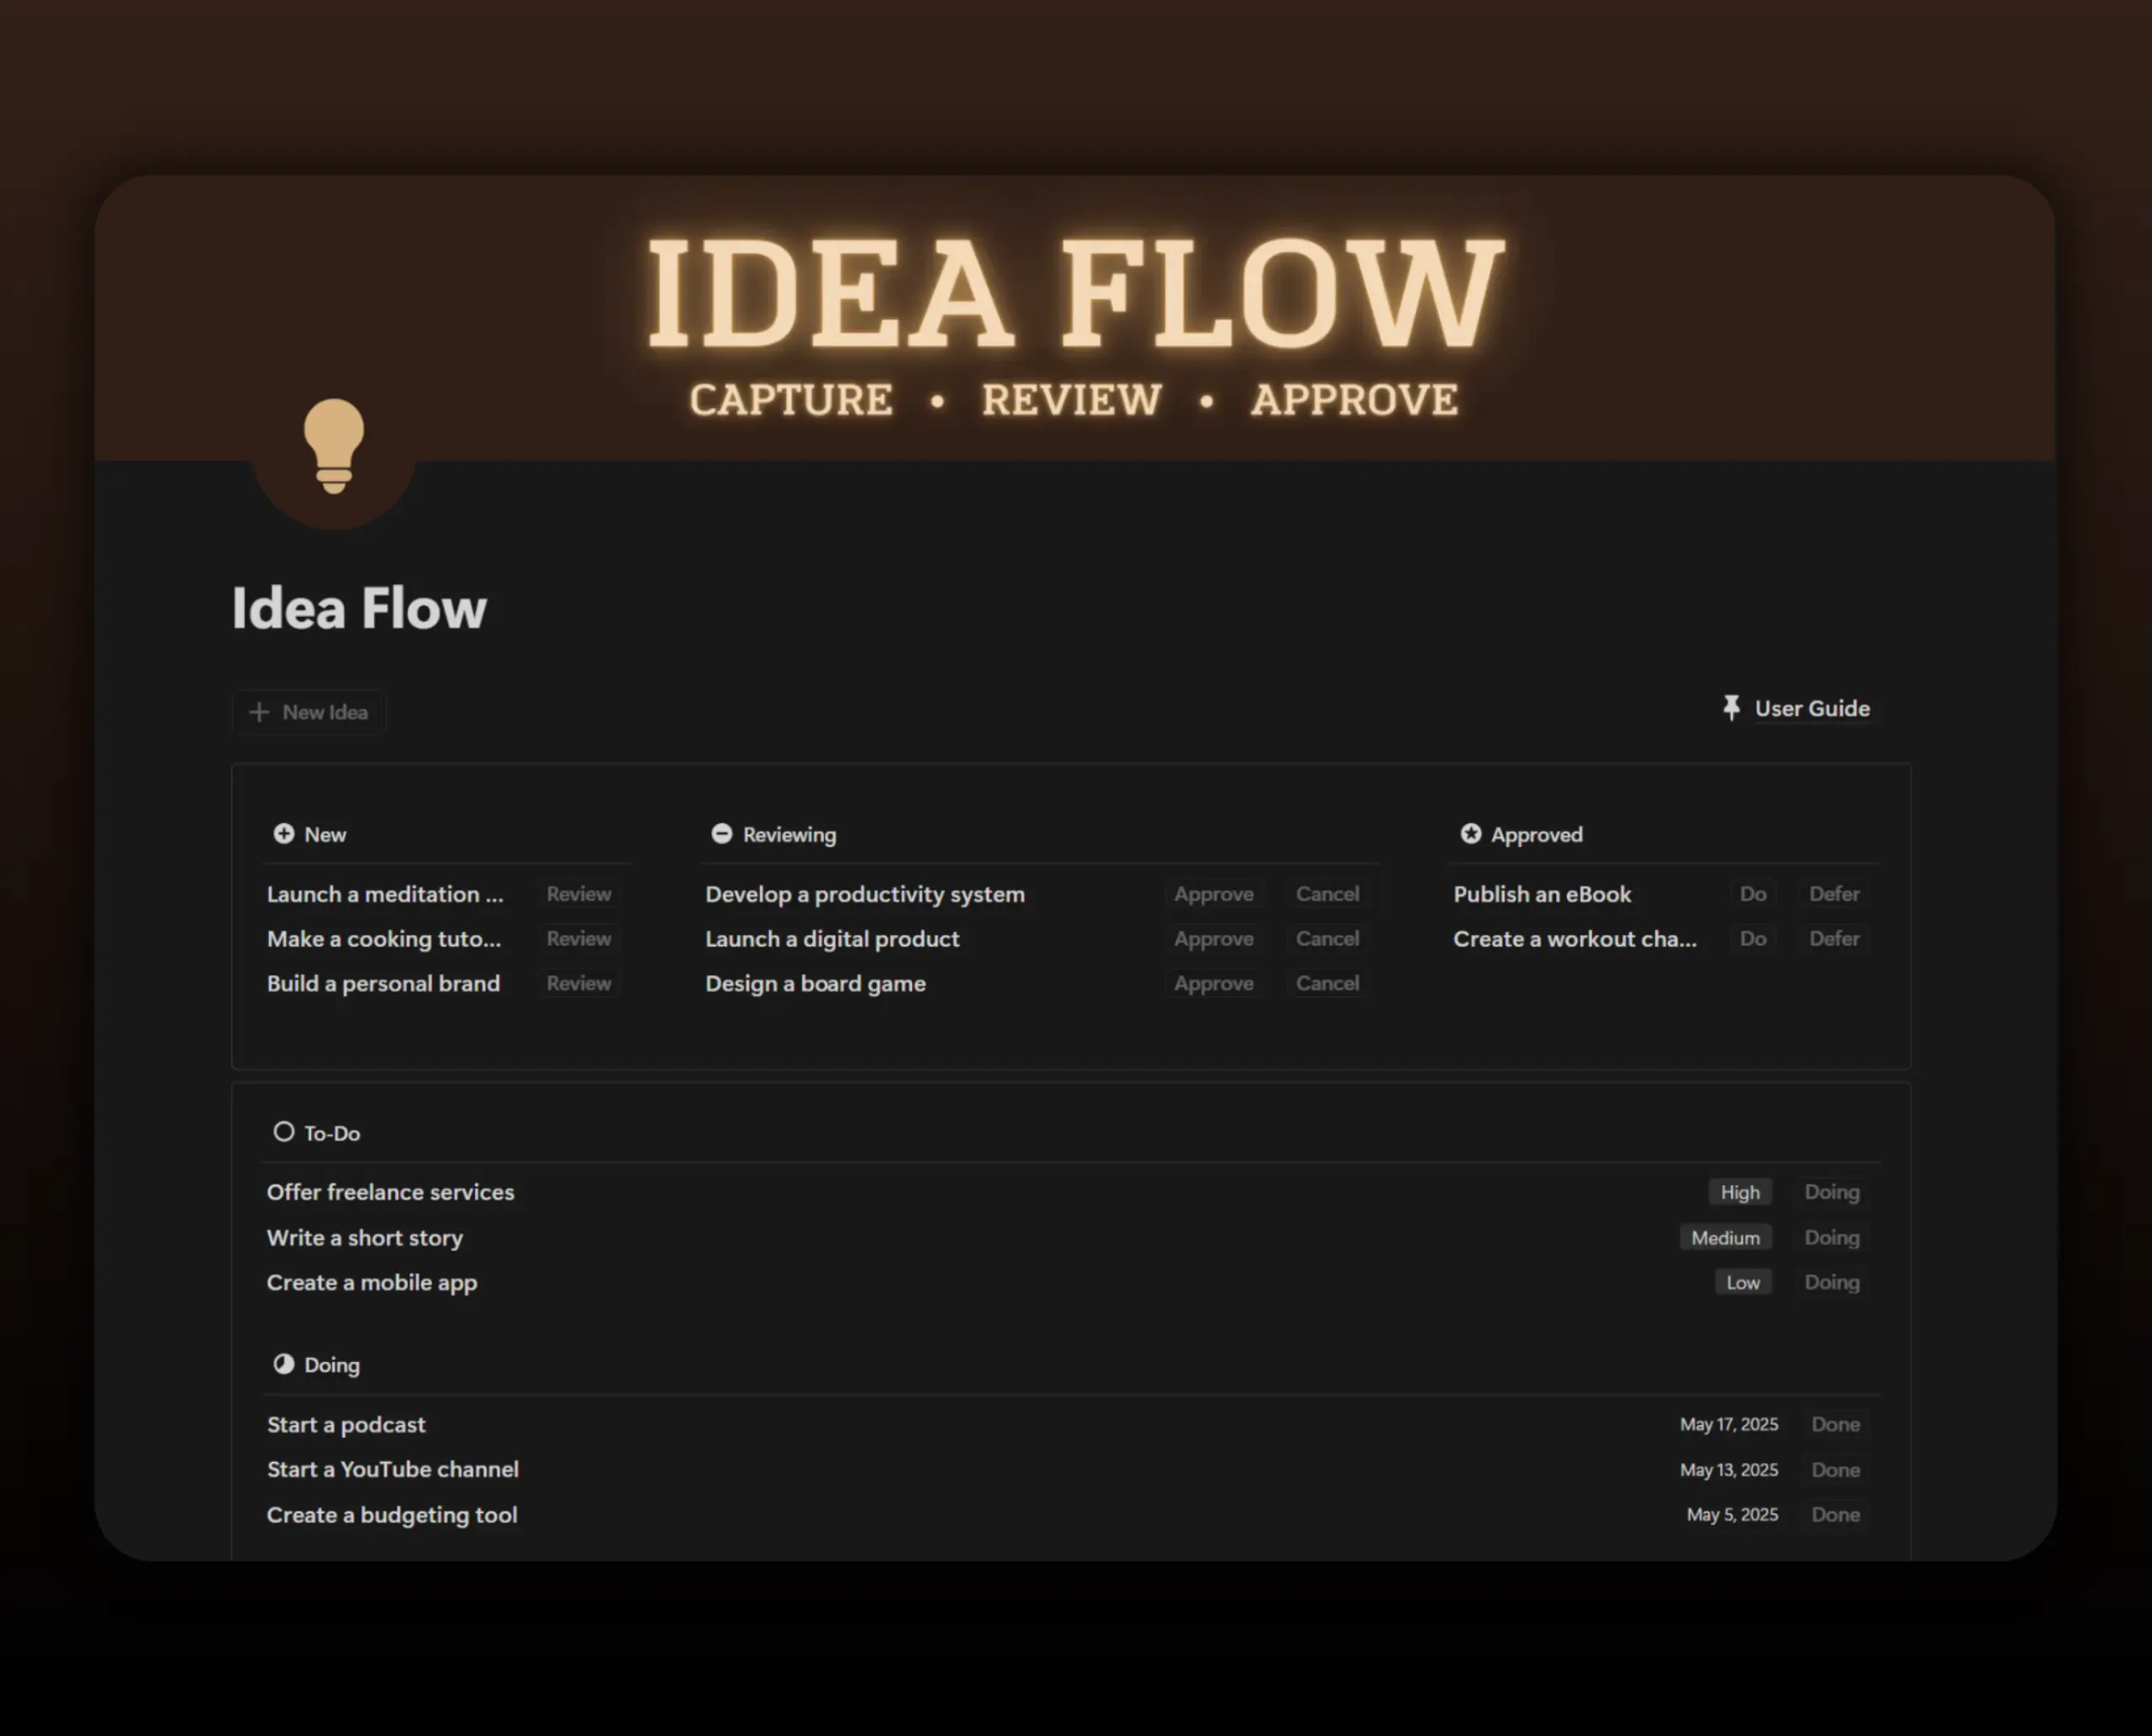 IDEA FLOW
CAPTURE • REVIEW • APPROVE
Idea Flow
New Idea
User Guide
New
Launch a meditation ... Review
Make a cooking tuto... Review
Build a personal brand Review
Reviewing
Develop a productivity system Approve Cancel
Launch a digital product Approve Cancel
Design a board game Approve Cancel
Approved
Publish an eBook Do Defer
Create a workout cha... Do Defer
To-Do
Offer freelance services High Doing
Write a short story Medium Doing
Create a mobile app Low Doing
Doing
Start a podcast May 17, 2025 Done
Start a YouTube channel May 13, 2025 Done
Create a budgeting tool May 5, 2025 Done